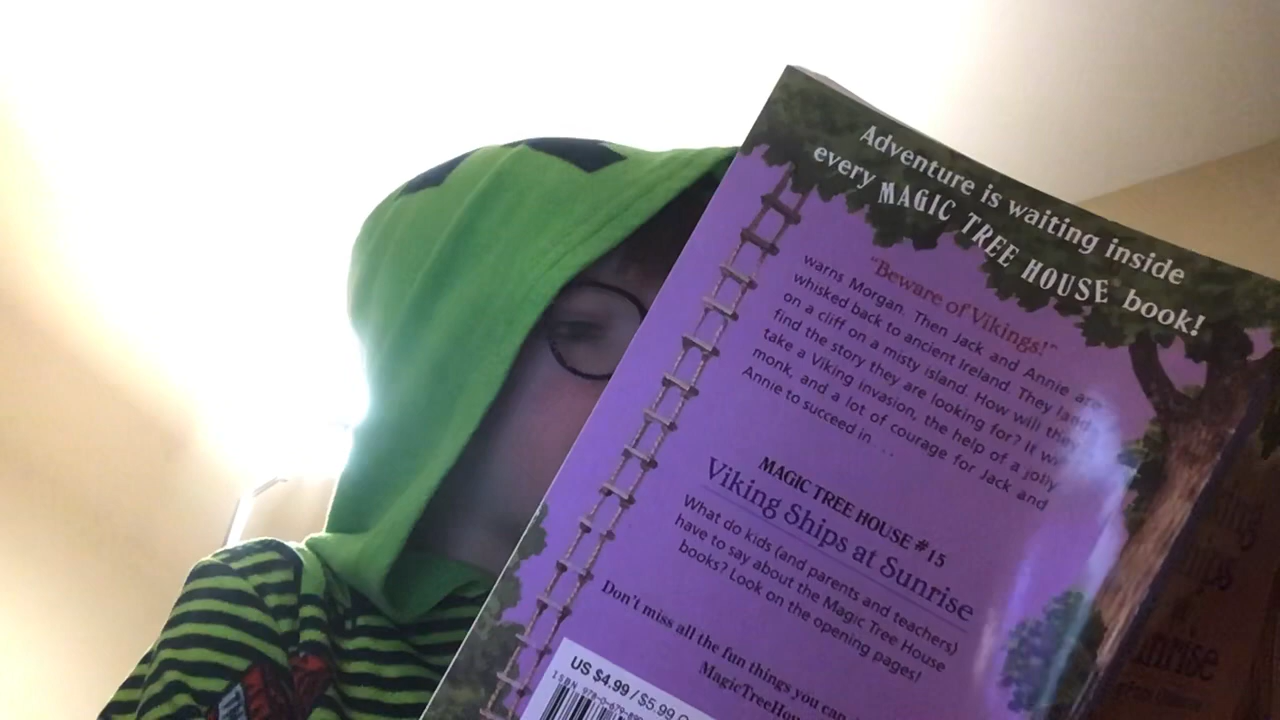 Adventure is waiting inside
every MAGIC TREE HOUSE book!
"Beware of Vikings!"
warns Morgan. Then Jack and Annie are
whisked back to ancient Ireland. They land
on a cliff on a misty island. How will they
find the story they are looking for? It will
take a Viking invasion, the help of a jolly
monk, and a lot of courage for Jack and
Annie to succeed in
MAGIC TREE HOUSE #15
Viking Ships at Sunrise
What do kids (and parents and teachers)
have to say about the Magic Tree House
books? Look on the opening pages!
Don't miss all the fun things you can
US $4.99 / $5.99
ISBN 978-0-679-890